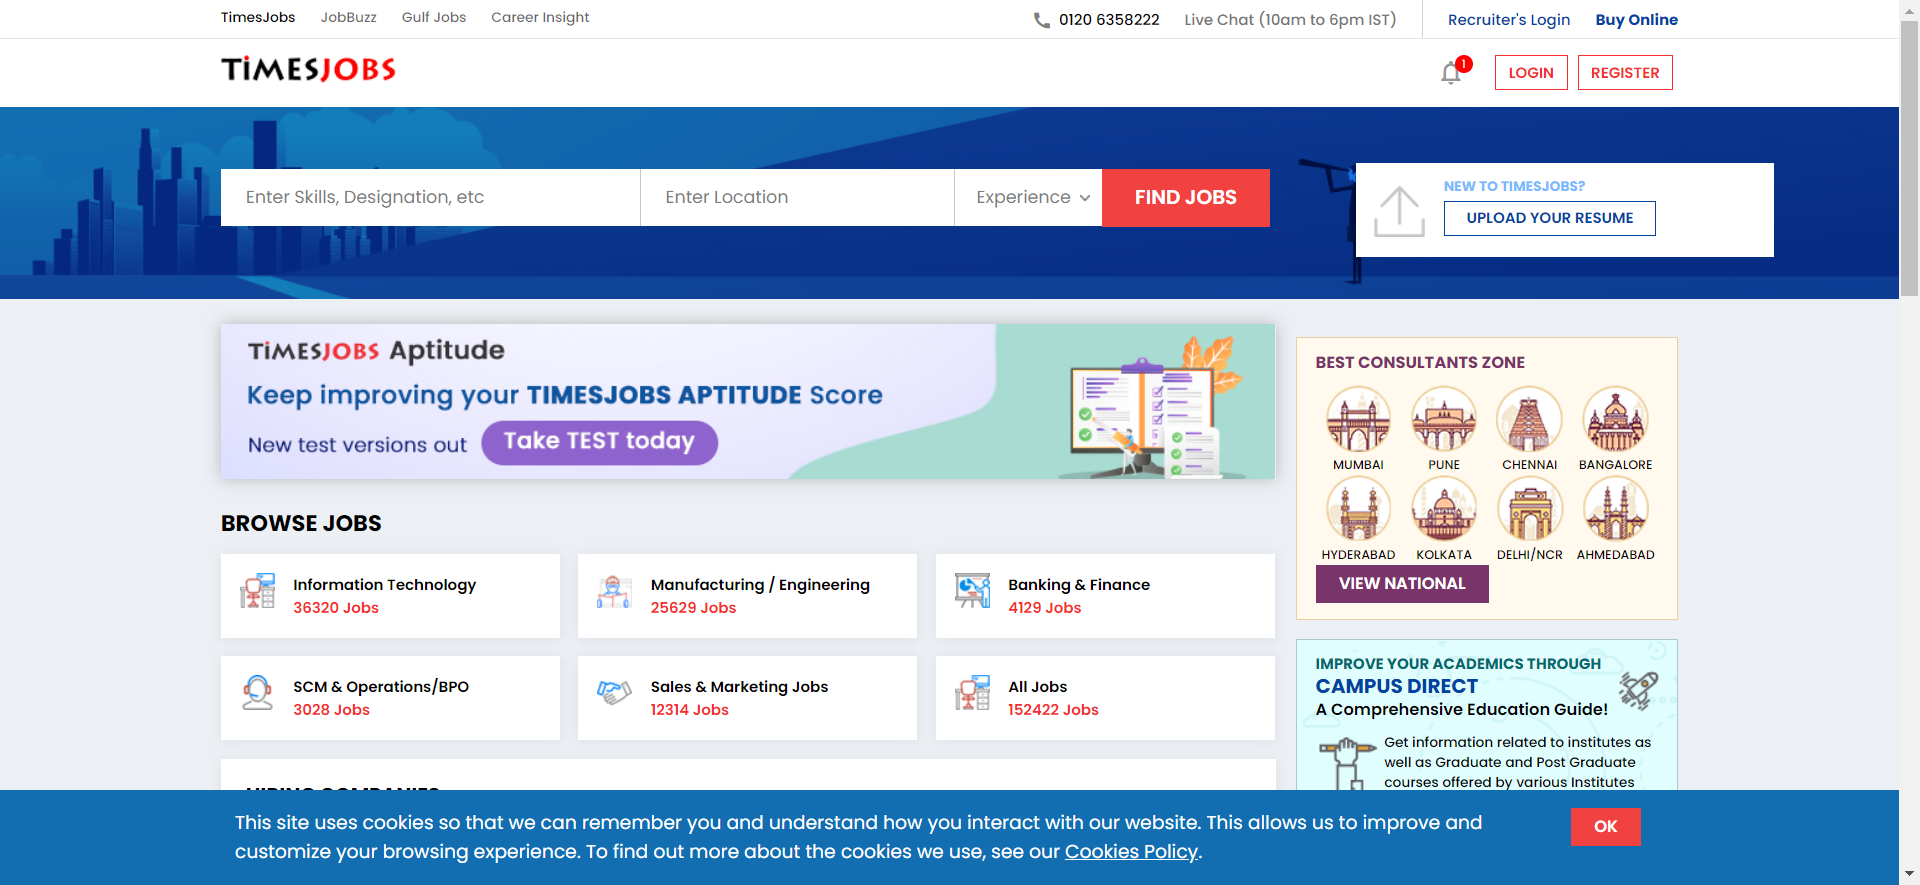 TimesJobs JobBuzz Gulf Jobs Career Insight
0120 6358222 Live Chat (10am to 6pm IST) Recruiter's Login Buy Online
TiMESJOBS
1
LOGIN REGISTER
Enter Skills, Designation, etc Enter Location Experience FIND JOBS
NEW TO TIMESJOBS?
UPLOAD YOUR RESUME
TiMESJOBS Aptitude
Keep improving your TIMESJOBS APTITUDE Score
New test versions out Take TEST today
BROWSE JOBS
Information Technology
36320 Jobs
Manufacturing / Engineering
25629 Jobs
Banking & Finance
4129 Jobs
SCM & Operations/BPO
3028 Jobs
Sales & Marketing Jobs
12314 Jobs
All Jobs
152422 Jobs
HIRING COMPANIES
BEST CONSULTANTS ZONE
MUMBAI PUNE CHENNAI BANGALORE
HYDERABAD KOLKATA DELHI/NCR AHMEDABAD
VIEW NATIONAL
IMPROVE YOUR ACADEMICS THROUGH
CAMPUS DIRECT
A Comprehensive Education Guide!
Get information related to institutes as
well as Graduate and Post Graduate
courses offered by various Institutes
This site uses cookies so that we can remember you and understand how you interact with our website. This allows us to improve and
customize your browsing experience. To find out more about the cookies we use, see our Cookies Policy.
OK